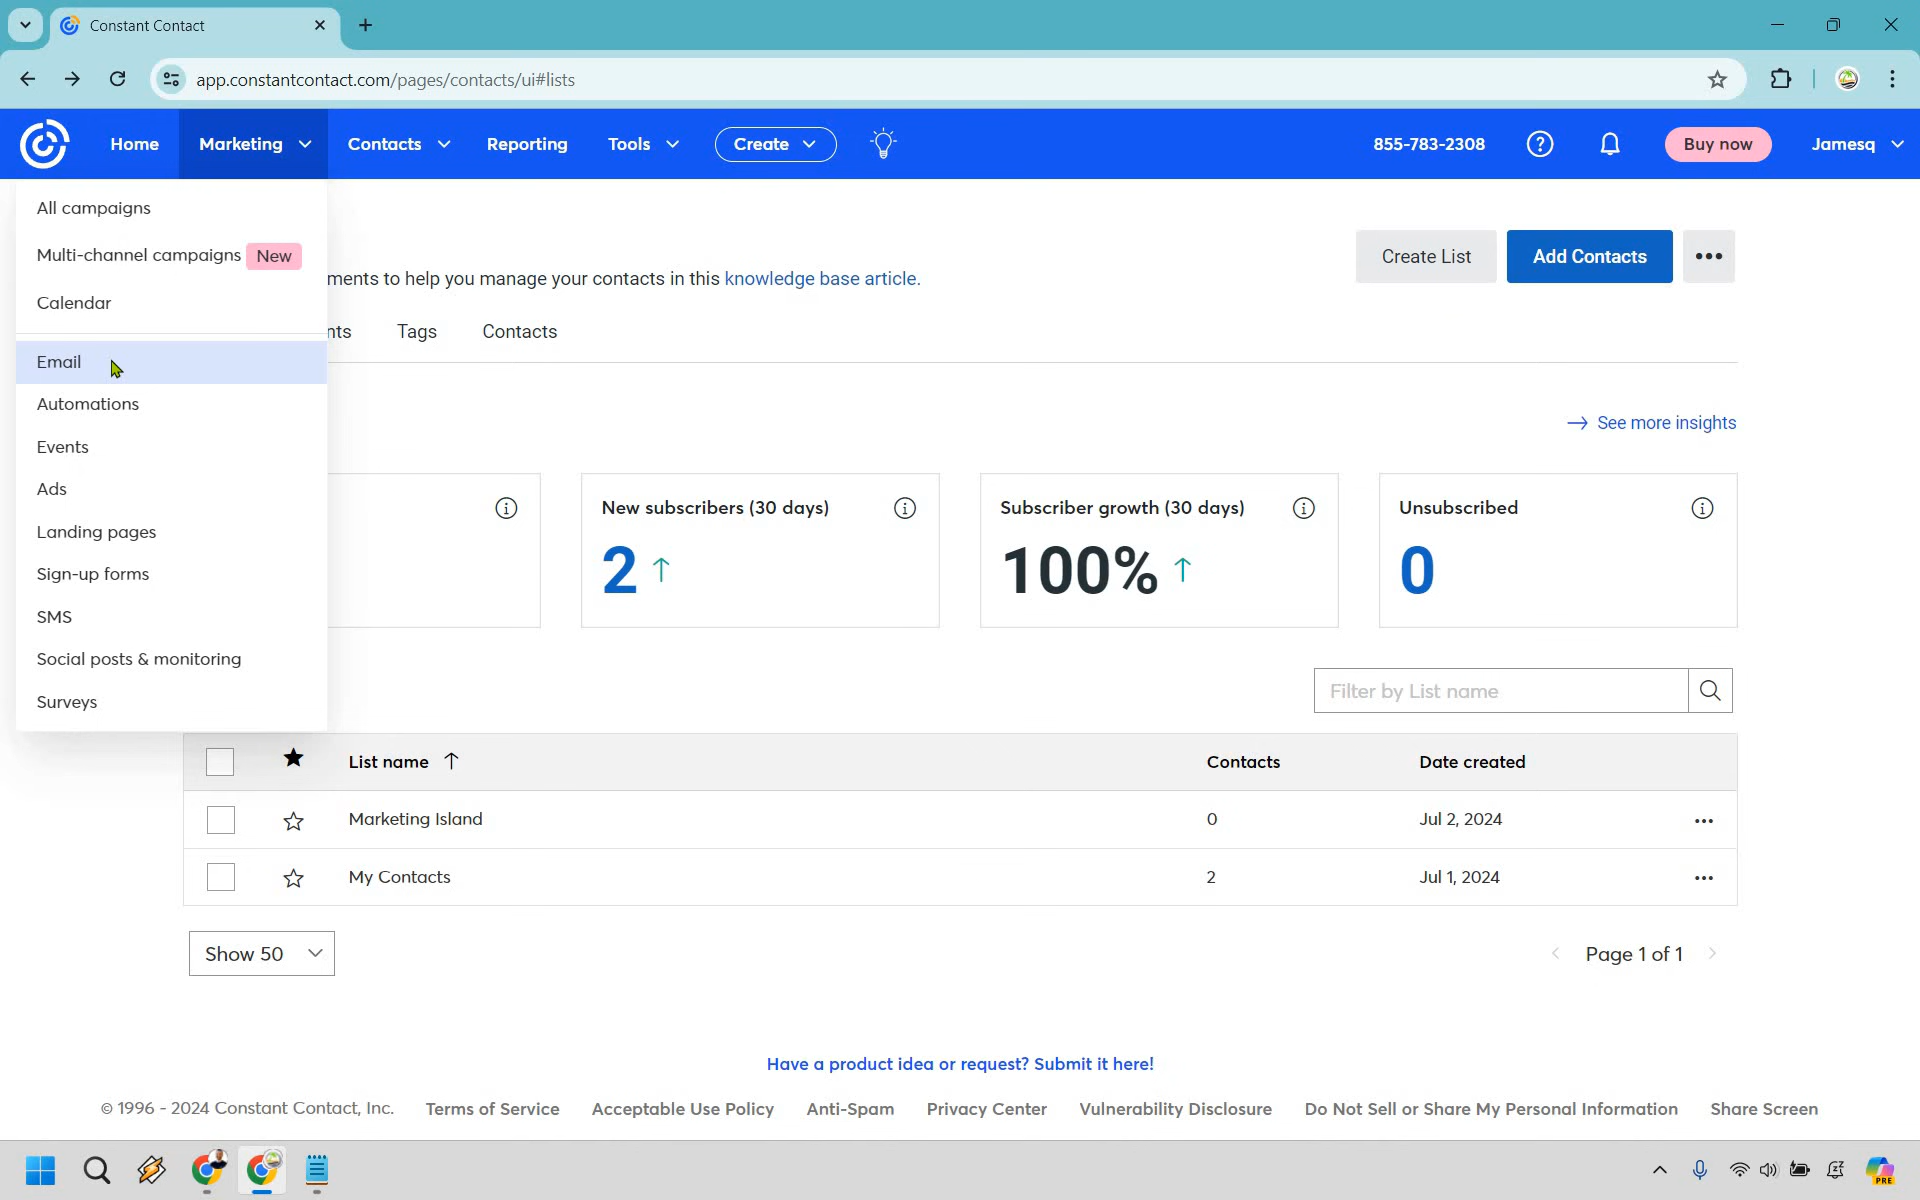 Constant Contact
app.constantcontact.com/pages/contacts/ui#lists
Home
Marketing
Contacts
Reporting
Tools
Create
855-783-2308
Buy now
Jamesq
All campaigns
Multi-channel campaigns New
Calendar
Email
Automations
Events
Ads
Landing pages
Sign-up forms
SMS
Social posts & monitoring
Surveys
ments to help you manage your contacts in this knowledge base article.
Create List
Add Contacts
nts
Tags
Contacts
See more insights
New subscribers (30 days)
2
Subscriber growth (30 days)
100%
Unsubscribed
0
Filter by List name
List name
Contacts
Date created
Marketing Island
0
Jul 2, 2024
My Contacts
2
Jul 1, 2024
Show 50
Page 1 of 1
Have a product idea or request? Submit it here!
© 1996 - 2024 Constant Contact, Inc.
Terms of Service
Acceptable Use Policy
Anti-Spam
Privacy Center
Vulnerability Disclosure
Do Not Sell or Share My Personal Information
Share Screen
PRE